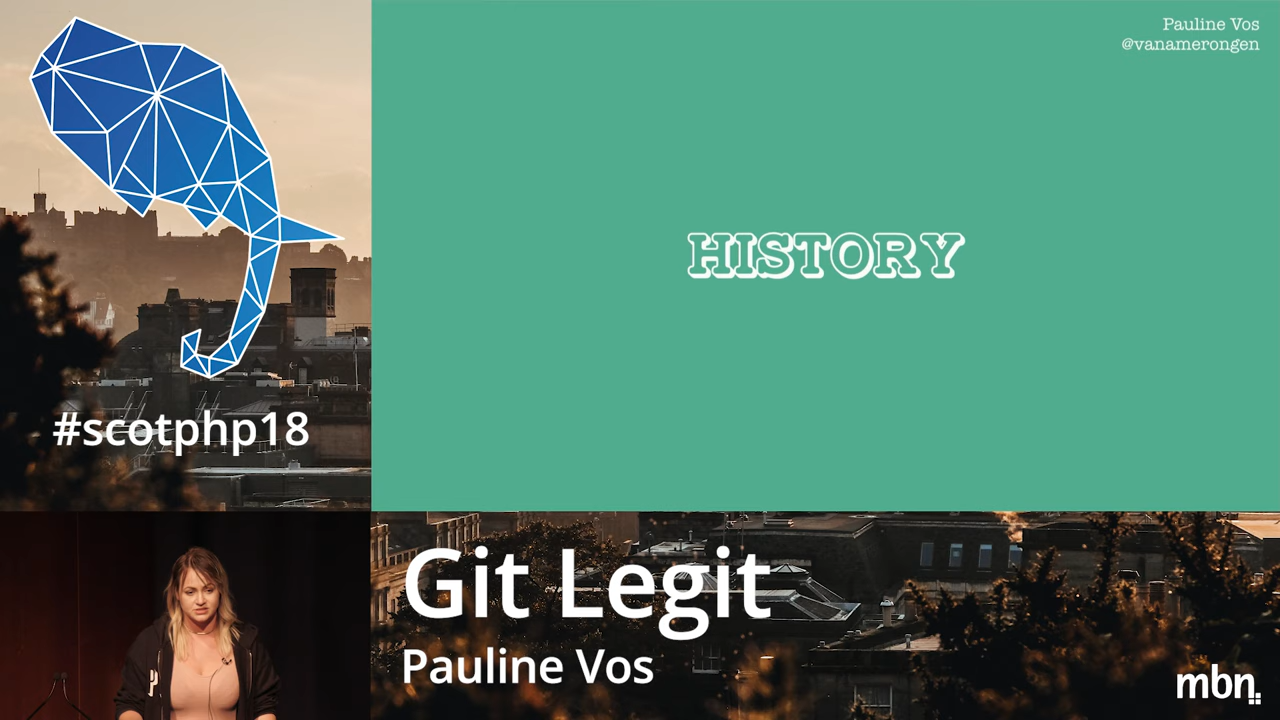 Pauline Vos
@vanamerongen
HISTORY
#scotphp18
Git Legit
Pauline Vos
mbn